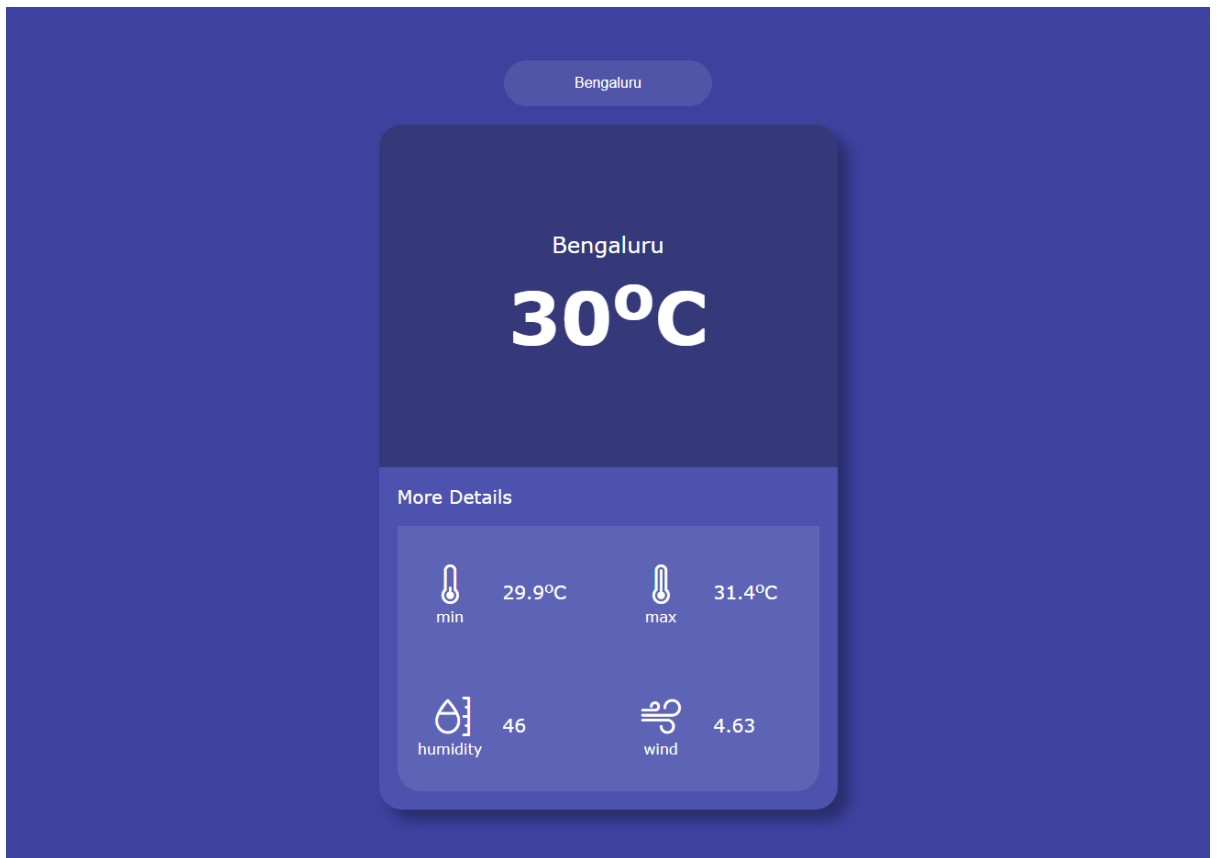 Bengaluru
Bengaluru
30ºC
More Details
29.9ºC
min
31.4ºC
max
46
humidity
4.63
wind